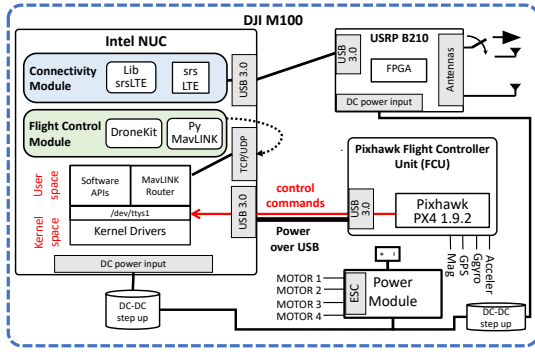 DJI M100
Intel NUC
Connectivity
Module
Lib
srsLTE
srs
LTE
USB 3.0
Flight Control
Module
DroneKit
Py
MavLINK
TCP/UDP
User
space
Software
APIs
MavLINK
Router
/dev/ttys1
Kernel
space
Kernel Drivers
USB 3.0
DC power input
DC-DC
step up
USRP B210
USB
3.0
FPGA
Antennas
DC power input
Pixhawk Flight Controller
Unit (FCU)
control
commands
Power
over USB
USB
3.0
Pixhawk
PX4 1.9.2
Mag
GPS
Ggyro
Acceler
+ I
MOTOR 1
MOTOR 2
MOTOR 3
MOTOR 4
ESC
Power
Module
DC-DC
step up